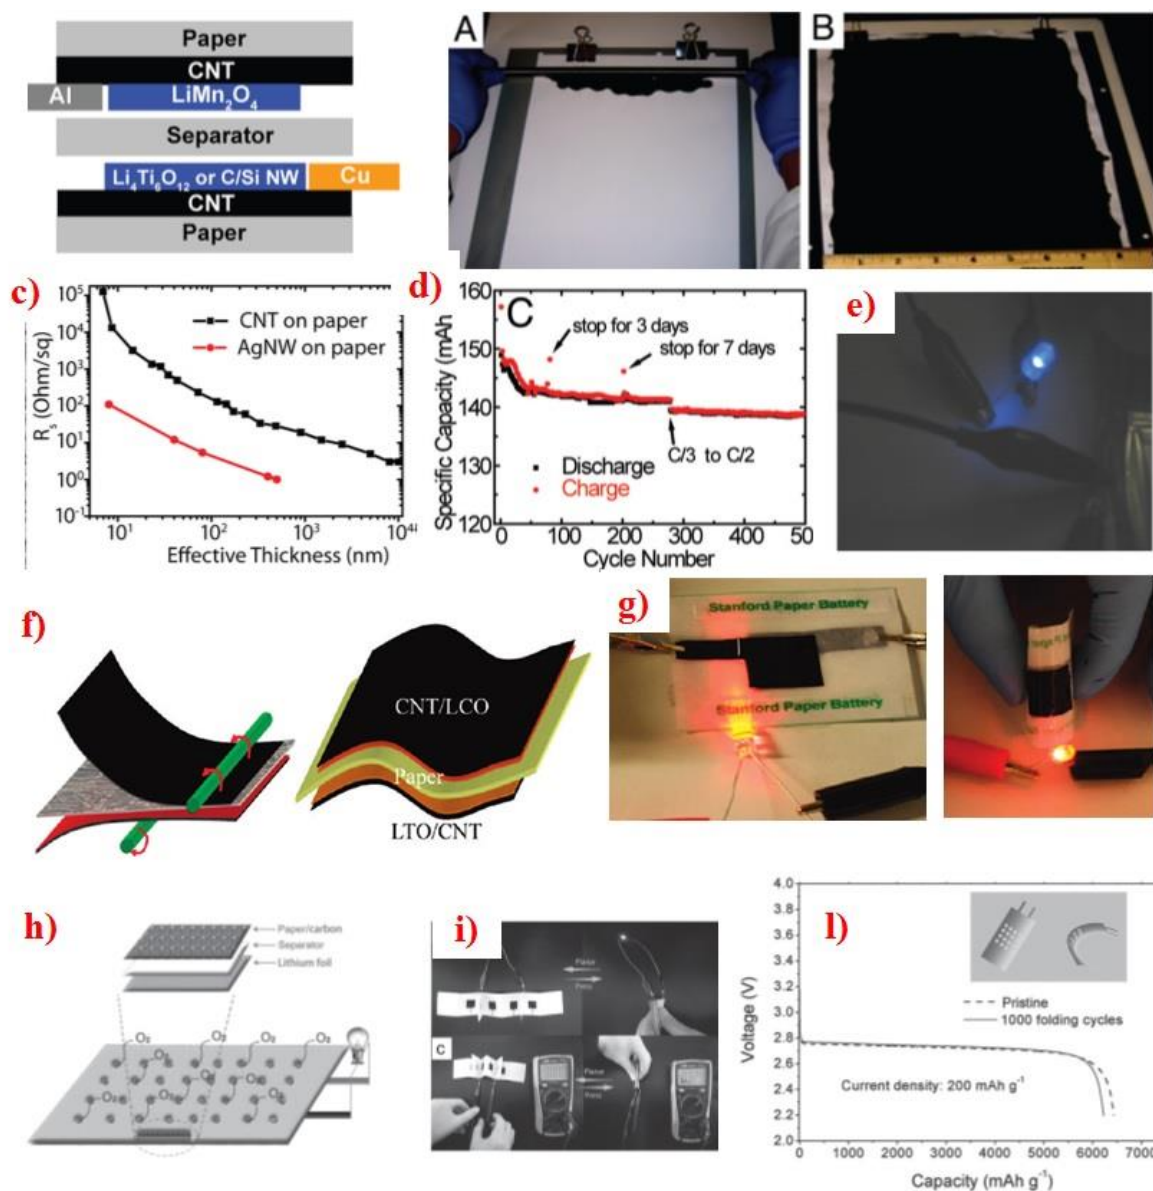 Paper
CNT
Al
LiMn2O4
Separator
Li4Ti6O12 or C/Si NW
Cu
CNT
Paper
A
B
c)
10^5
10^4
10^3
10^2
10^1
10^0
10^-1
Rs (Ohm/sq)
CNT on paper
AgNW on paper
10^1
10^2
10^3
10^4
Effective Thickness (nm)
d)
C
160
150
140
130
120
Specific Capacity (mAh)
stop for 3 days
stop for 7 days
C/3 to C/2
Discharge
Charge
0
100
200
300
400
50
Cycle Number
e)
f)
CNT/LCO
Paper
LTO/CNT
g)
Stanford Paper Battery
Stanford Paper Battery
h)
Paper/carbon
Separator
Lithium foil
O2
O2
O2
O2
O2
O2
O2
O2
O2
i)
c
l)
4.0
3.8
3.6
3.4
3.2
3.0
2.8
2.6
2.4
2.2
2.0
Voltage (V)
Pristine
1000 folding cycles
Current density: 200 mAh g-1
0
1000
2000
3000
4000
5000
6000
7000
Capacity (mAh g-1)